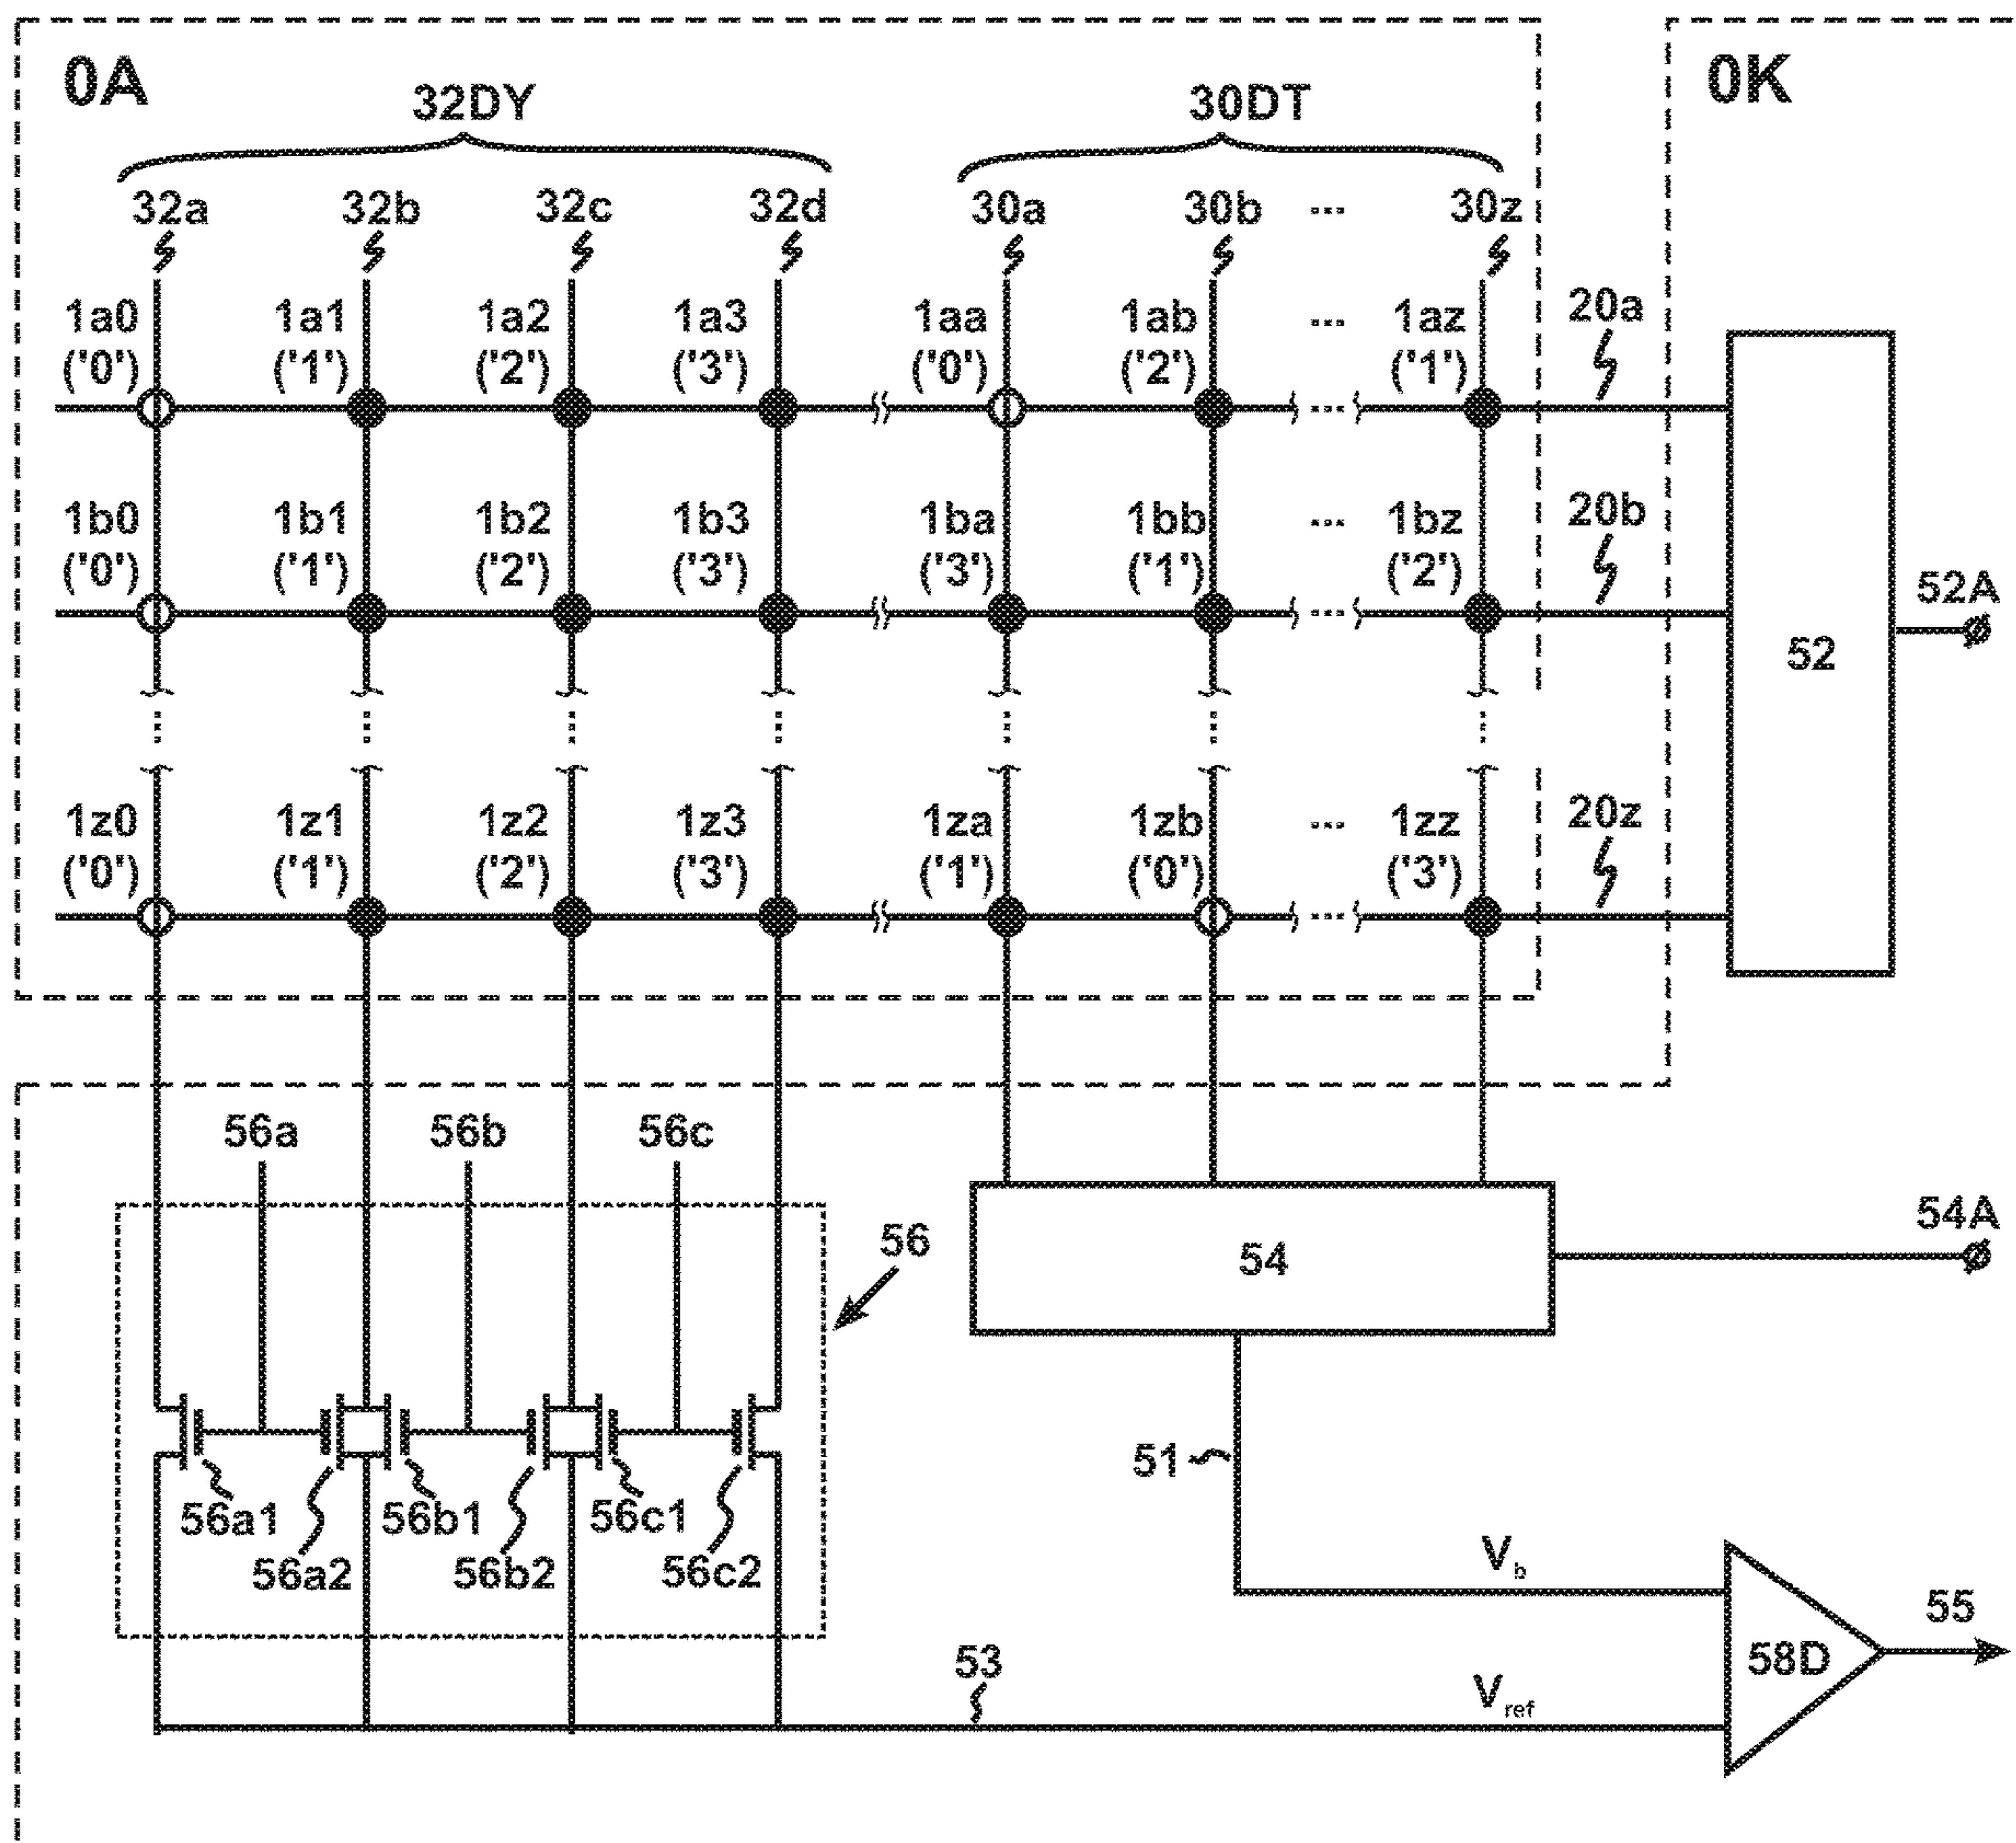 0A
0K
32DY 30DT
32a 32b 32c 32d 30a 30b ... 30z
1a0 1a1 1a2 1a3 1aa 1ab ... 1az 20a
('0') ('1') ('2') ('3') ('0') ('2') ('1')
...
1b0 1b1 1b2 1b3 1ba 1bb ... 1bz 20b
('0') ('1') ('2') ('3') ('3') ('1') ('2')
...
52 52A
1z0 1z1 1z2 1z3 1za 1zb ... 1zz 20z
('0') ('1') ('2') ('3') ('1') ('0') ('3')
...
56a 56b 56c
56
54 54A
51
56a1 56b1 56c1
56a2 56b2 56c2
Vb
55
58D
53
Vref